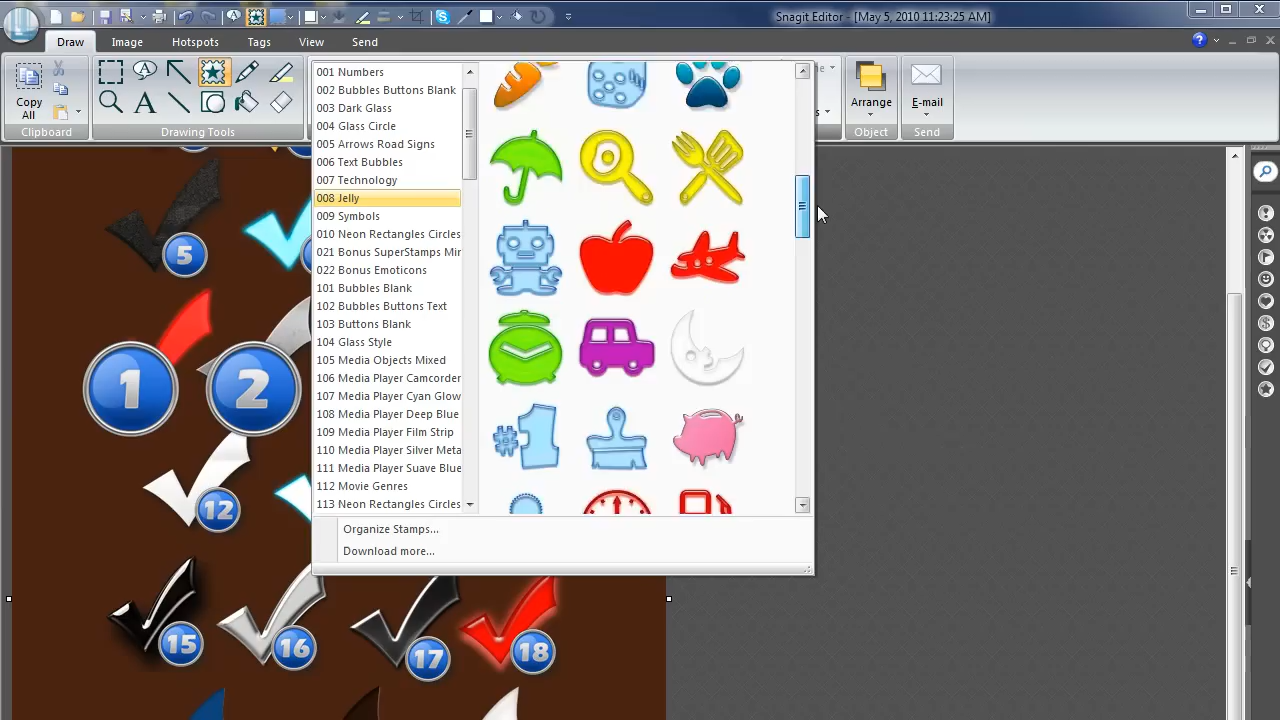 Snagit Editor - [May 5, 2010 11:23:25 AM]
Draw Image Hotspots Tags View Send
Copy All
Clipboard
Drawing Tools
Arrange
Object
E-mail
Send
001 Numbers
002 Bubbles Buttons Blank
003 Dark Glass
004 Glass Circle
005 Arrows Road Signs
006 Text Bubbles
007 Technology
008 Jelly
009 Symbols
010 Neon Rectangles Circles
021 Bonus SuperStamps Mir
022 Bonus Emoticons
101 Bubbles Blank
102 Bubbles Buttons Text
103 Buttons Blank
104 Glass Style
105 Media Objects Mixed
106 Media Player Camcorder
107 Media Player Cyan Glow
108 Media Player Deep Blue
109 Media Player Film Strip
110 Media Player Silver Meta
111 Media Player Suave Blue
112 Movie Genres
113 Neon Rectangles Circles
#1
Organize Stamps...
Download more...
5
1 2
12
15 16 17 18